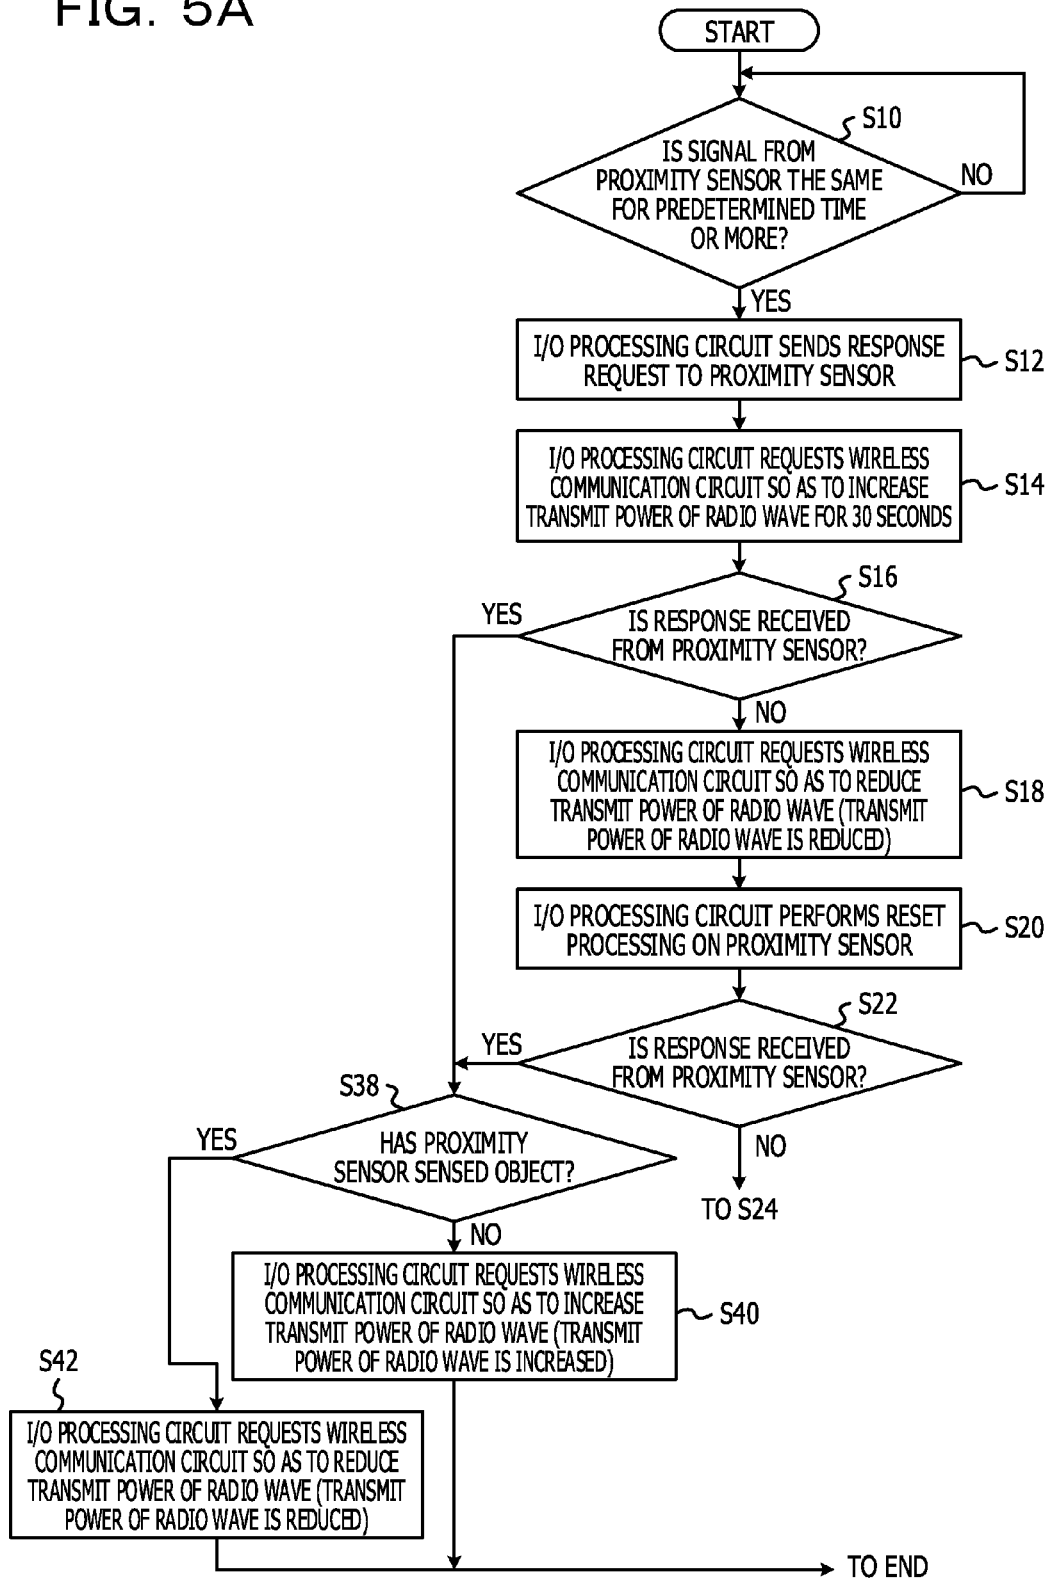 FIG. 5A
START
S10
IS SIGNAL FROM
PROXIMITY SENSOR THE SAME
FOR PREDETERMINED TIME
OR MORE?
NO
YES
I/O PROCESSING CIRCUIT SENDS RESPONSE
REQUEST TO PROXIMITY SENSOR
S12
I/O PROCESSING CIRCUIT REQUESTS WIRELESS
COMMUNICATION CIRCUIT SO AS TO INCREASE
TRANSMIT POWER OF RADIO WAVE FOR 30 SECONDS
S14
S16
YES
IS RESPONSE RECEIVED
FROM PROXIMITY SENSOR?
NO
I/O PROCESSING CIRCUIT REQUESTS WIRELESS
COMMUNICATION CIRCUIT SO AS TO REDUCE
TRANSMIT POWER OF RADIO WAVE (TRANSMIT
POWER OF RADIO WAVE IS REDUCED)
S18
I/O PROCESSING CIRCUIT PERFORMS RESET
PROCESSING ON PROXIMITY SENSOR
S20
S22
YES
IS RESPONSE RECEIVED
FROM PROXIMITY SENSOR?
NO
TO S24
S38
YES
HAS PROXIMITY
SENSOR SENSED OBJECT?
NO
I/O PROCESSING CIRCUIT REQUESTS WIRELESS
COMMUNICATION CIRCUIT SO AS TO INCREASE
TRANSMIT POWER OF RADIO WAVE (TRANSMIT
POWER OF RADIO WAVE IS INCREASED)
S40
S42
I/O PROCESSING CIRCUIT REQUESTS WIRELESS
COMMUNICATION CIRCUIT SO AS TO REDUCE
TRANSMIT POWER OF RADIO WAVE (TRANSMIT
POWER OF RADIO WAVE IS REDUCED)
TO END